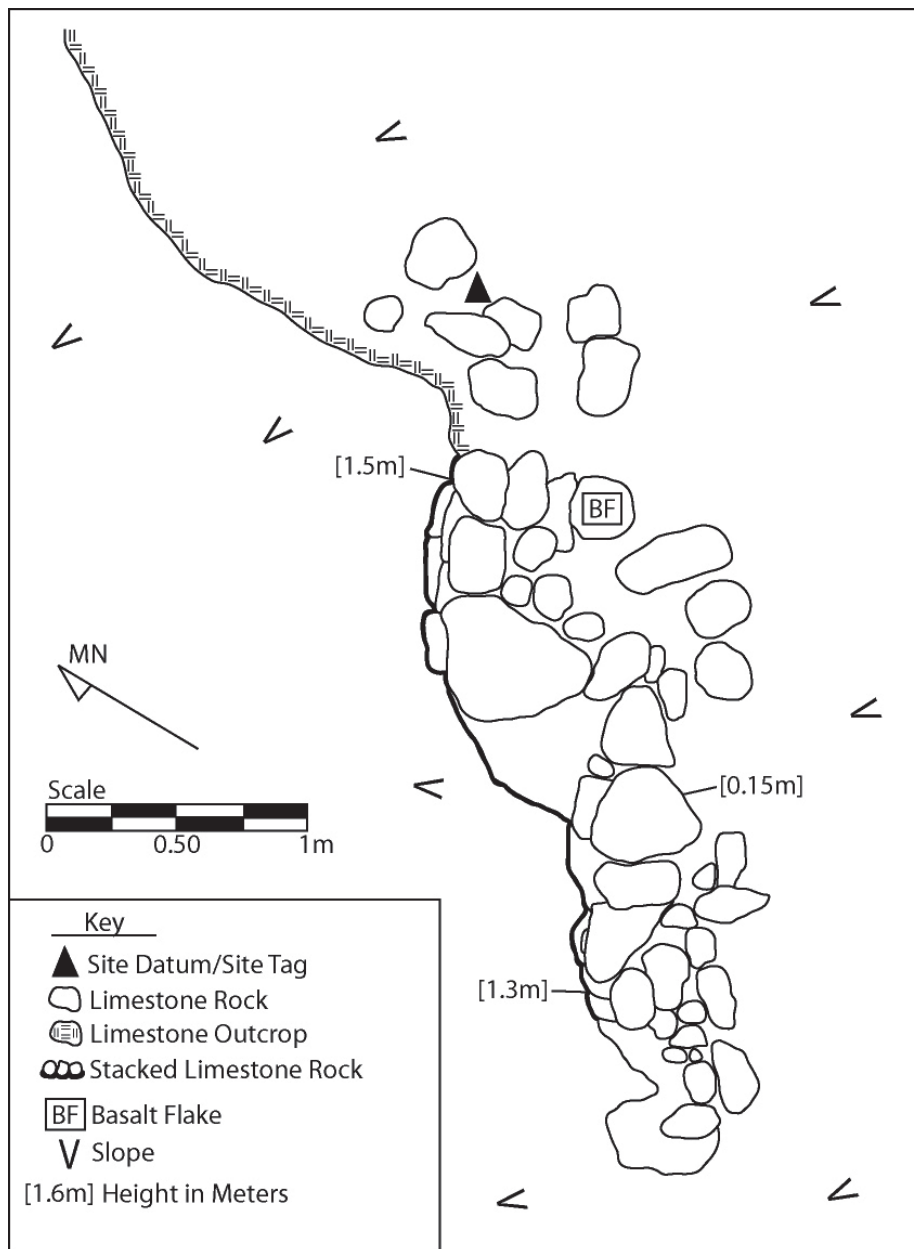 [1.5m]
BF
MN
[0.15m]
Scale
0 0.50 1m
[1.3m]
Key
Site Datum/Site Tag
Limestone Rock
Limestone Outcrop
Stacked Limestone Rock
BF Basalt Flake
Slope
[1.6m] Height in Meters